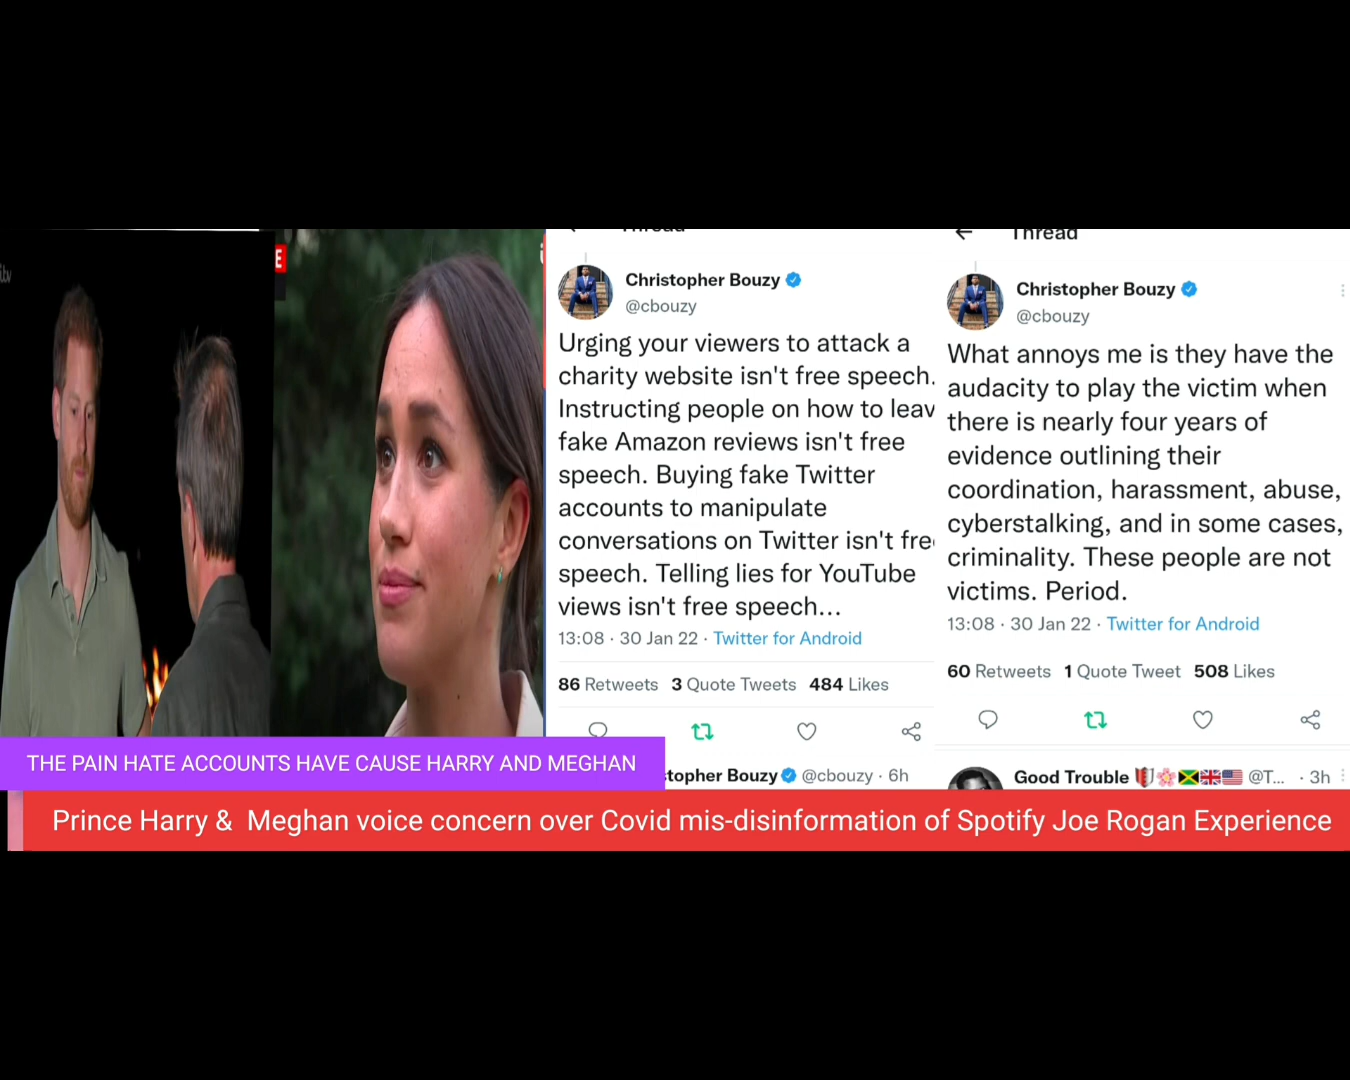 itv
E
Thread
Christopher Bouzy
@cbouzy
Urging your viewers to attack a
charity website isn't free speech.
Instructing people on how to leav
fake Amazon reviews isn't free
speech. Buying fake Twitter
accounts to manipulate
conversations on Twitter isn't fre
speech. Telling lies for YouTube
views isn't free speech...
13:08 · 30 Jan 22 · Twitter for Android
86 Retweets 3 Quote Tweets 484 Likes
topher Bouzy @cbouzy · 6h
Thread
Christopher Bouzy
@cbouzy
What annoys me is they have the
audacity to play the victim when
there is nearly four years of
evidence outlining their
coordination, harassment, abuse,
cyberstalking, and in some cases,
criminality. These people are not
victims. Period.
13:08 · 30 Jan 22 · Twitter for Android
60 Retweets 1 Quote Tweet 508 Likes
Good Trouble @T... · 3h
THE PAIN HATE ACCOUNTS HAVE CAUSE HARRY AND MEGHAN
Prince Harry & Meghan voice concern over Covid mis-disinformation of Spotify Joe Rogan Experience